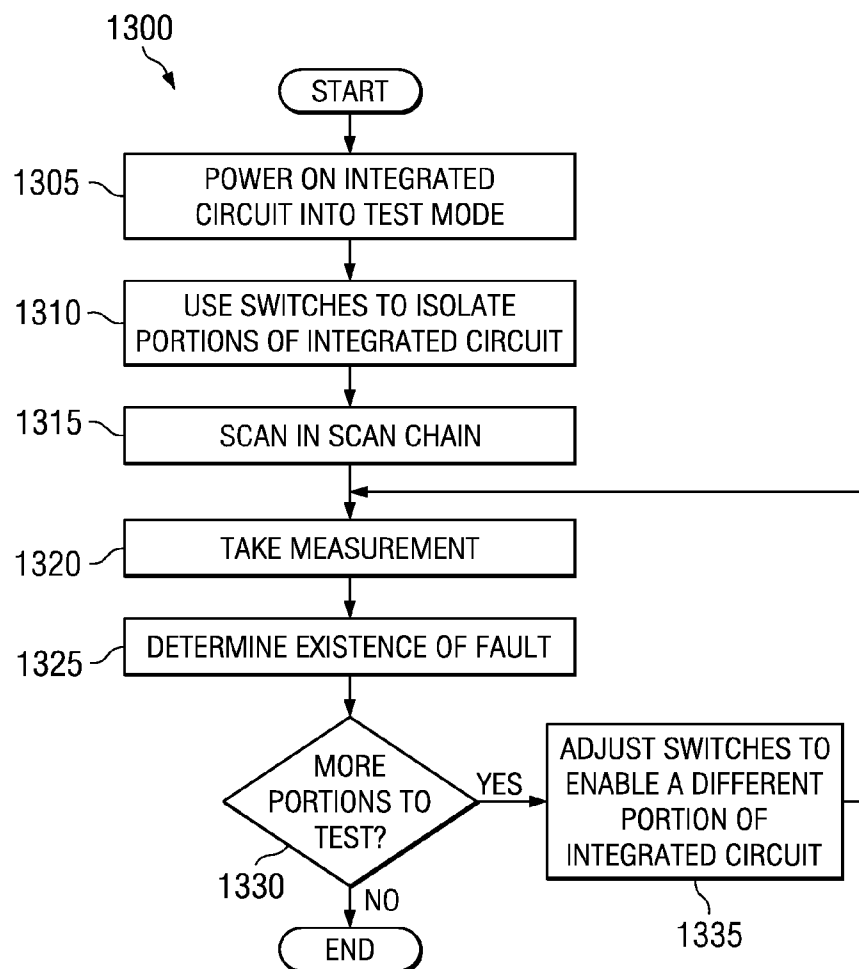 1300
START
1305
POWER ON INTEGRATED
CIRCUIT INTO TEST MODE
1310
USE SWITCHES TO ISOLATE
PORTIONS OF INTEGRATED CIRCUIT
1315
SCAN IN SCAN CHAIN
1320
TAKE MEASUREMENT
1325
DETERMINE EXISTENCE OF FAULT
MORE
PORTIONS TO
TEST?
1330
YES
ADJUST SWITCHES TO
ENABLE A DIFFERENT
PORTION OF
INTEGRATED CIRCUIT
1335
NO
END